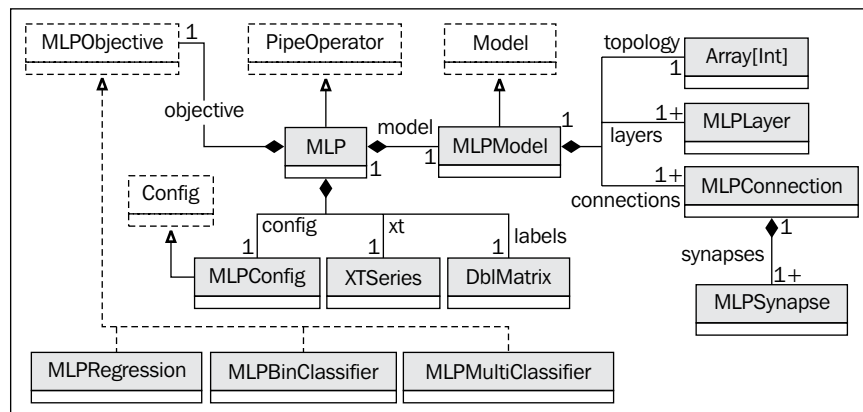 MLPObjective
1
PipeOperator
Model
topology
1
Array[Int]
objective
MLP
1
model
1
MLPModel
1
1+
layers
MLPLayer
1+
connections
MLPConnection
1
Config
config
xt
labels
synapses
1
MLPConfig
1
XTSeries
1
DblMatrix
1+
MLPSynapse
MLPRegression
MLPBinClassifier
MLPMultiClassifier